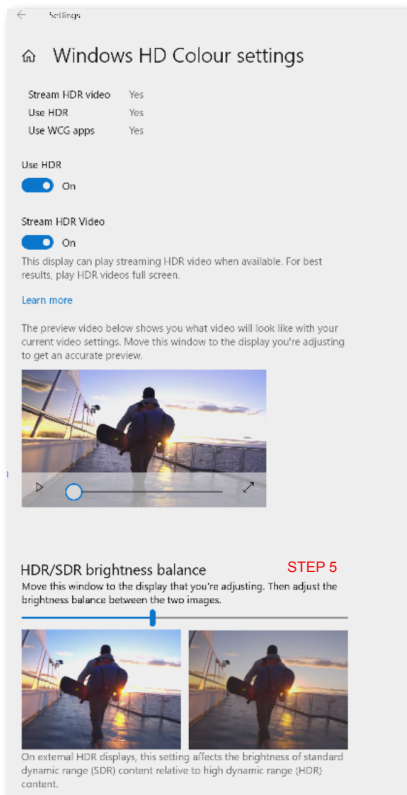 Settings
Windows HD Colour settings
Stream HDR video Yes
Use HDR Yes
Use WCG apps Yes
Use HDR
On
Stream HDR Video
On
This display can play streaming HDR video when available. For best
results, play HDR videos full screen.
Learn more
The preview video below shows you what video will look like with your
current video settings. Move this window to the display you're adjusting
to get an accurate preview.
HDR/SDR brightness balance STEP 5
Move this window to the display that you're adjusting. Then adjust the
brightness balance between the two images.
On external HDR displays, this setting affects the brightness of standard
dynamic range (SDR) content relative to high dynamic range (HDR)
content.